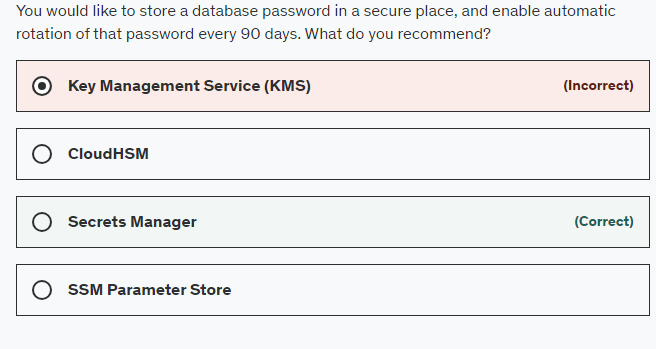 You would like to store a database password in a secure place, and enable automatic
rotation of that password every 90 days. What do you recommend?
Key Management Service (KMS) (Incorrect)
CloudHSM
Secrets Manager (Correct)
SSM Parameter Store